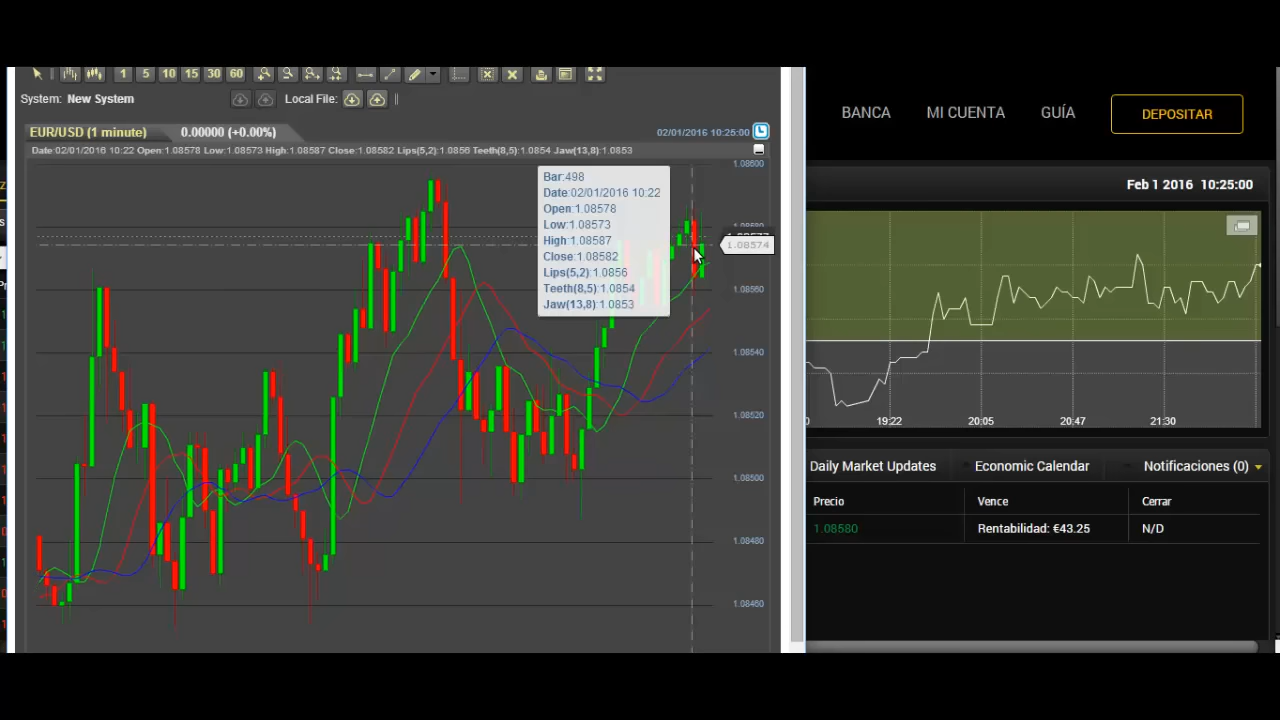 1 5 10 15 30 60
System: New System Local File:
EUR/USD (1 minute) 0.00000 (+0.00%) 02/01/2016 10:25:00
Date:02/01/2016 10:22 Open:1.08578 Low:1.08573 High:1.08587 Close:1.08582 Lips(5,2):1.0856 Teeth(8,5):1.0854 Jaw(13,8):1.0853
Bar:498
Date:02/01/2016 10:22
Open:1.08578
Low:1.08573
High:1.08587
Close:1.08582
Lips(5,2):1.0856
Teeth(8,5):1.0854
Jaw(13,8):1.0853
1.08600
1.08574
1.08560
1.08540
1.08520
1.08500
1.08480
1.08460
BANCA MI CUENTA GUÍA DEPOSITAR
Feb 1 2016 10:25:00
19:22 20:05 20:47 21:30
Daily Market Updates Economic Calendar Notificaciones (0)
Precio Vence Cerrar
1.08580 Rentabilidad: €43.25 N/D